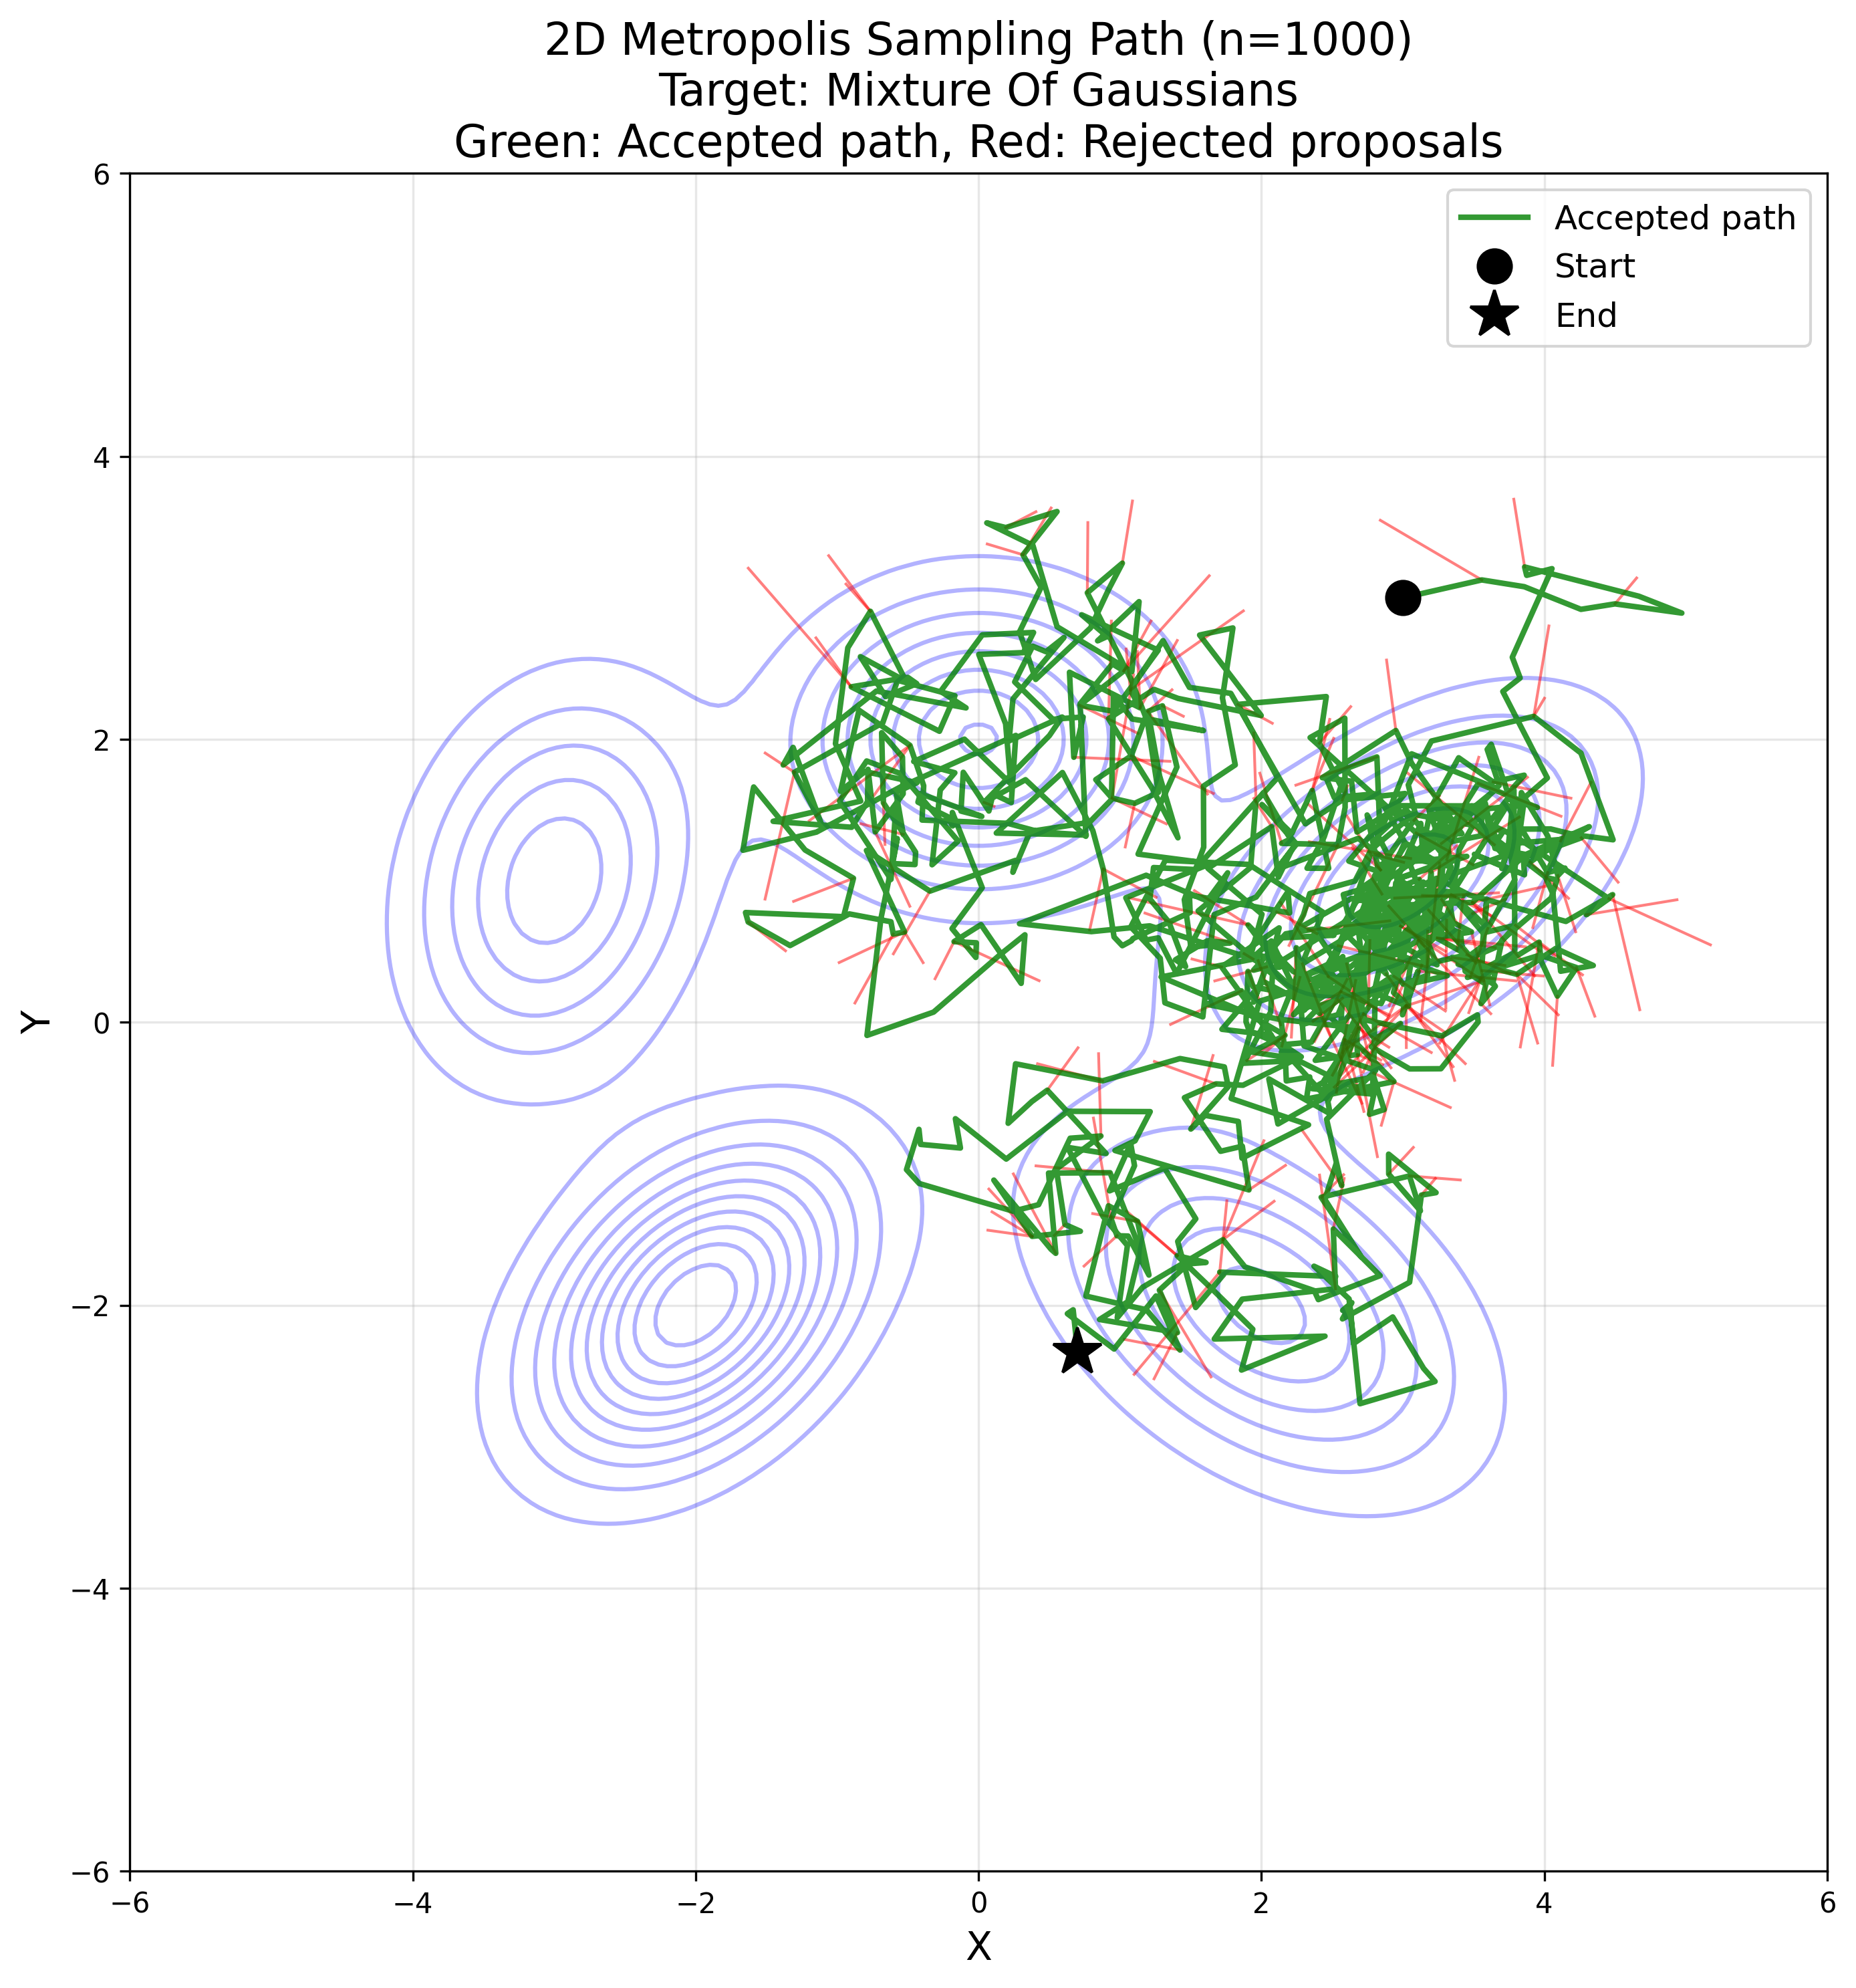 2D Metropolis Sampling Path (n=1000)
Target: Mixture Of Gaussians
Green: Accepted path, Red: Rejected proposals
Accepted path
Start
End
6
4
2
0
−2
−4
−6
Y
−6
−4
−2
0
2
4
6
X